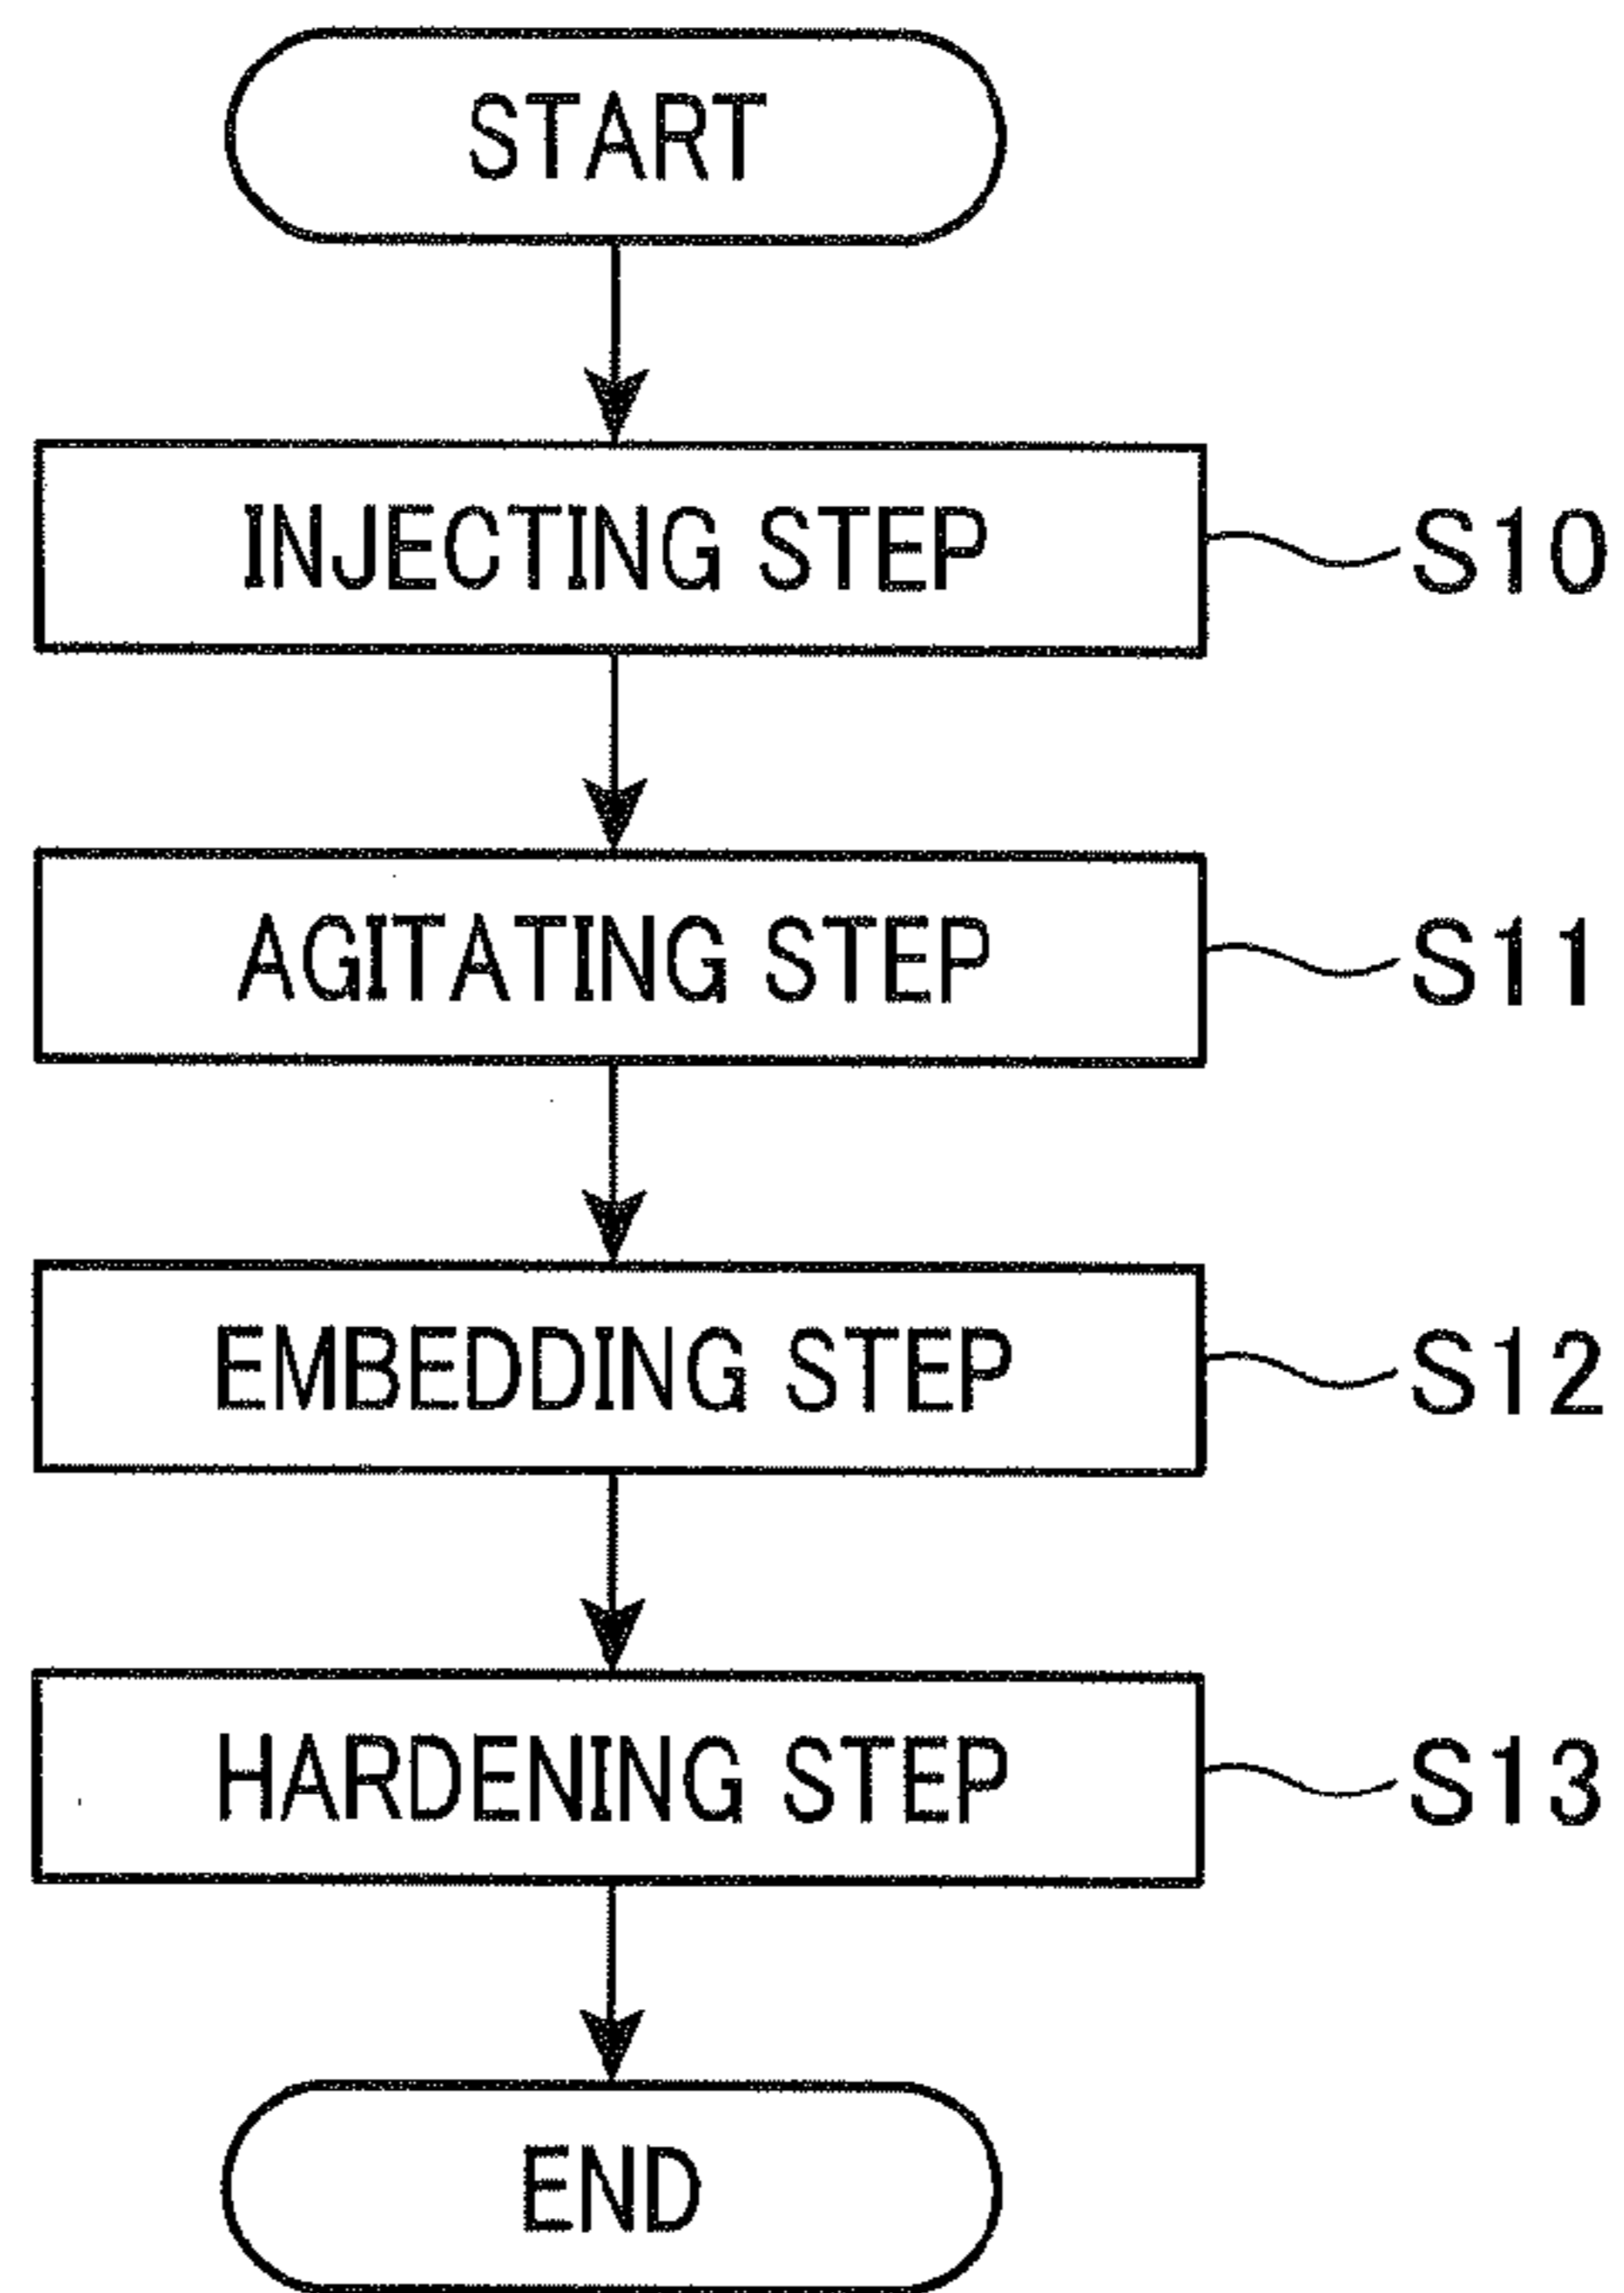 START
INJECTING STEP S10
AGITATING STEP S11
EMBEDDING STEP S12
HARDENING STEP S13
END